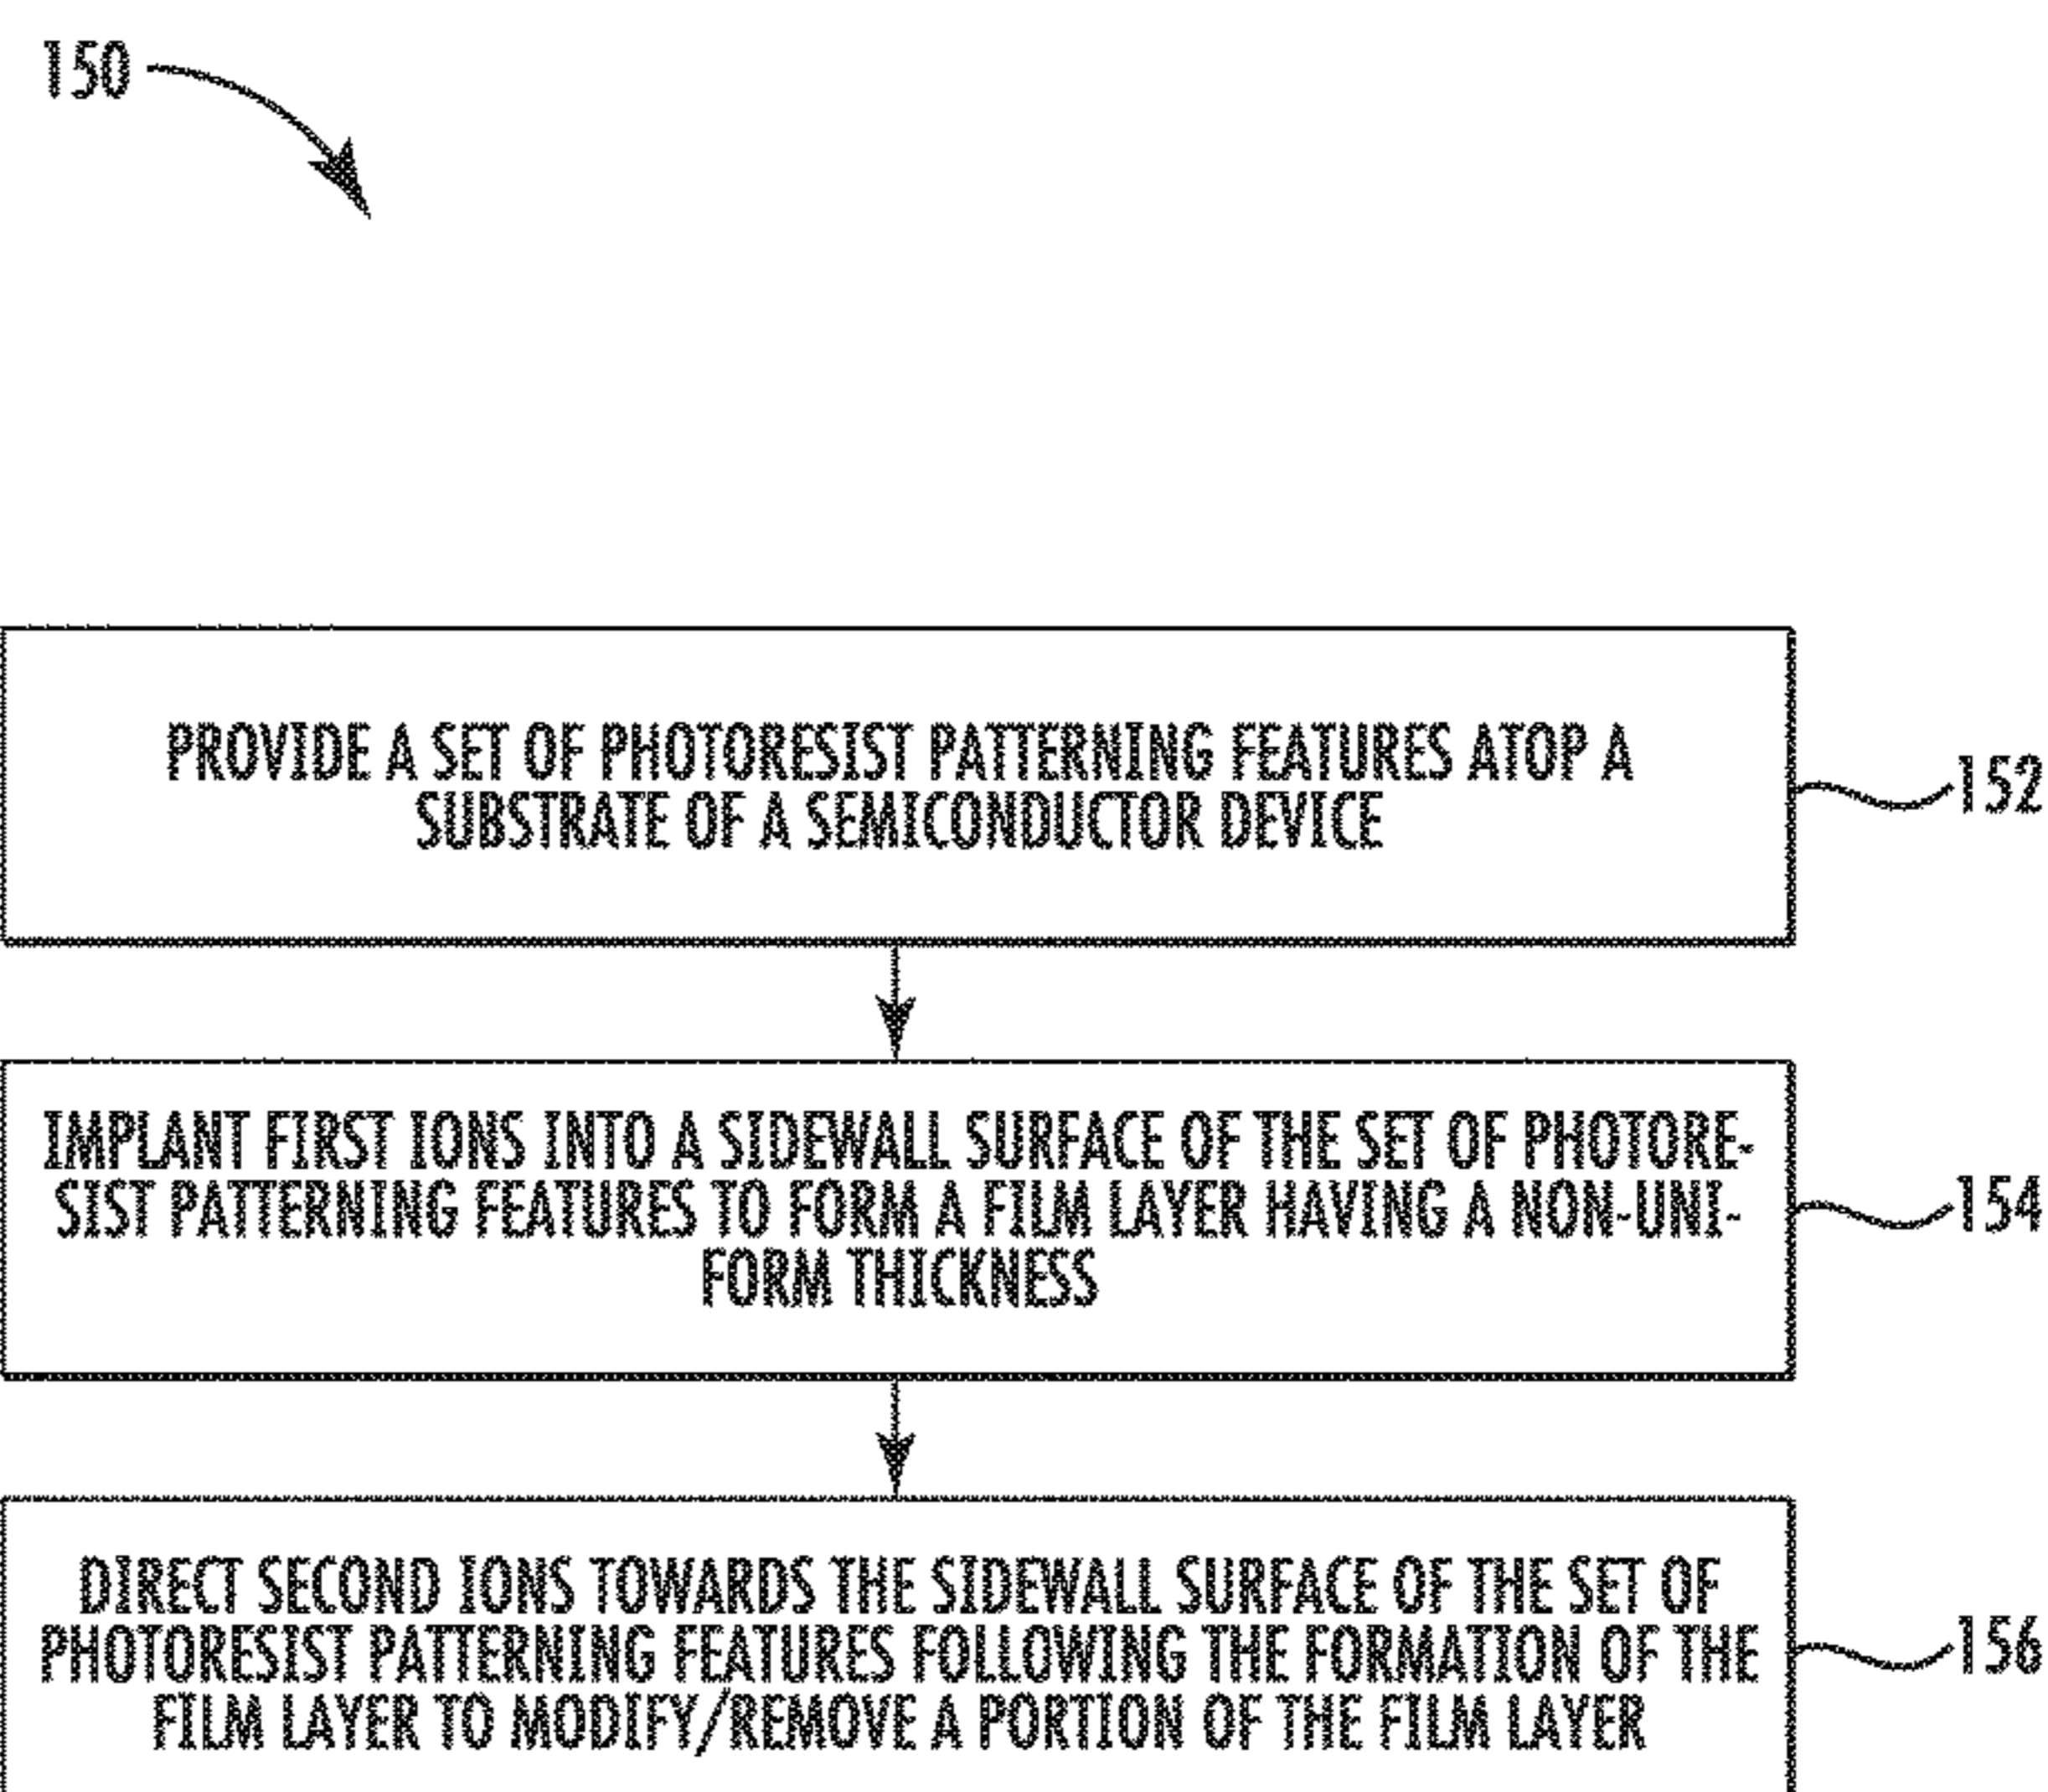 150
PROVIDE A SET OF PHOTORESIST PATTERNING FEATURES ATOP A
SUBSTRATE OF A SEMICONDUCTOR DEVICE
152
IMPLANT FIRST IONS INTO A SIDEWALL SURFACE OF THE SET OF PHOTORE-
SIST PATTERNING FEATURES TO FORM A FILM LAYER HAVING A NON-UNI-
FORM THICKNESS
154
DIRECT SECOND IONS TOWARDS THE SIDEWALL SURFACE OF THE SET OF
PHOTORESIST PATTERNING FEATURES FOLLOWING THE FORMATION OF THE
FILM LAYER TO MODIFY/REMOVE A PORTION OF THE FILM LAYER
156